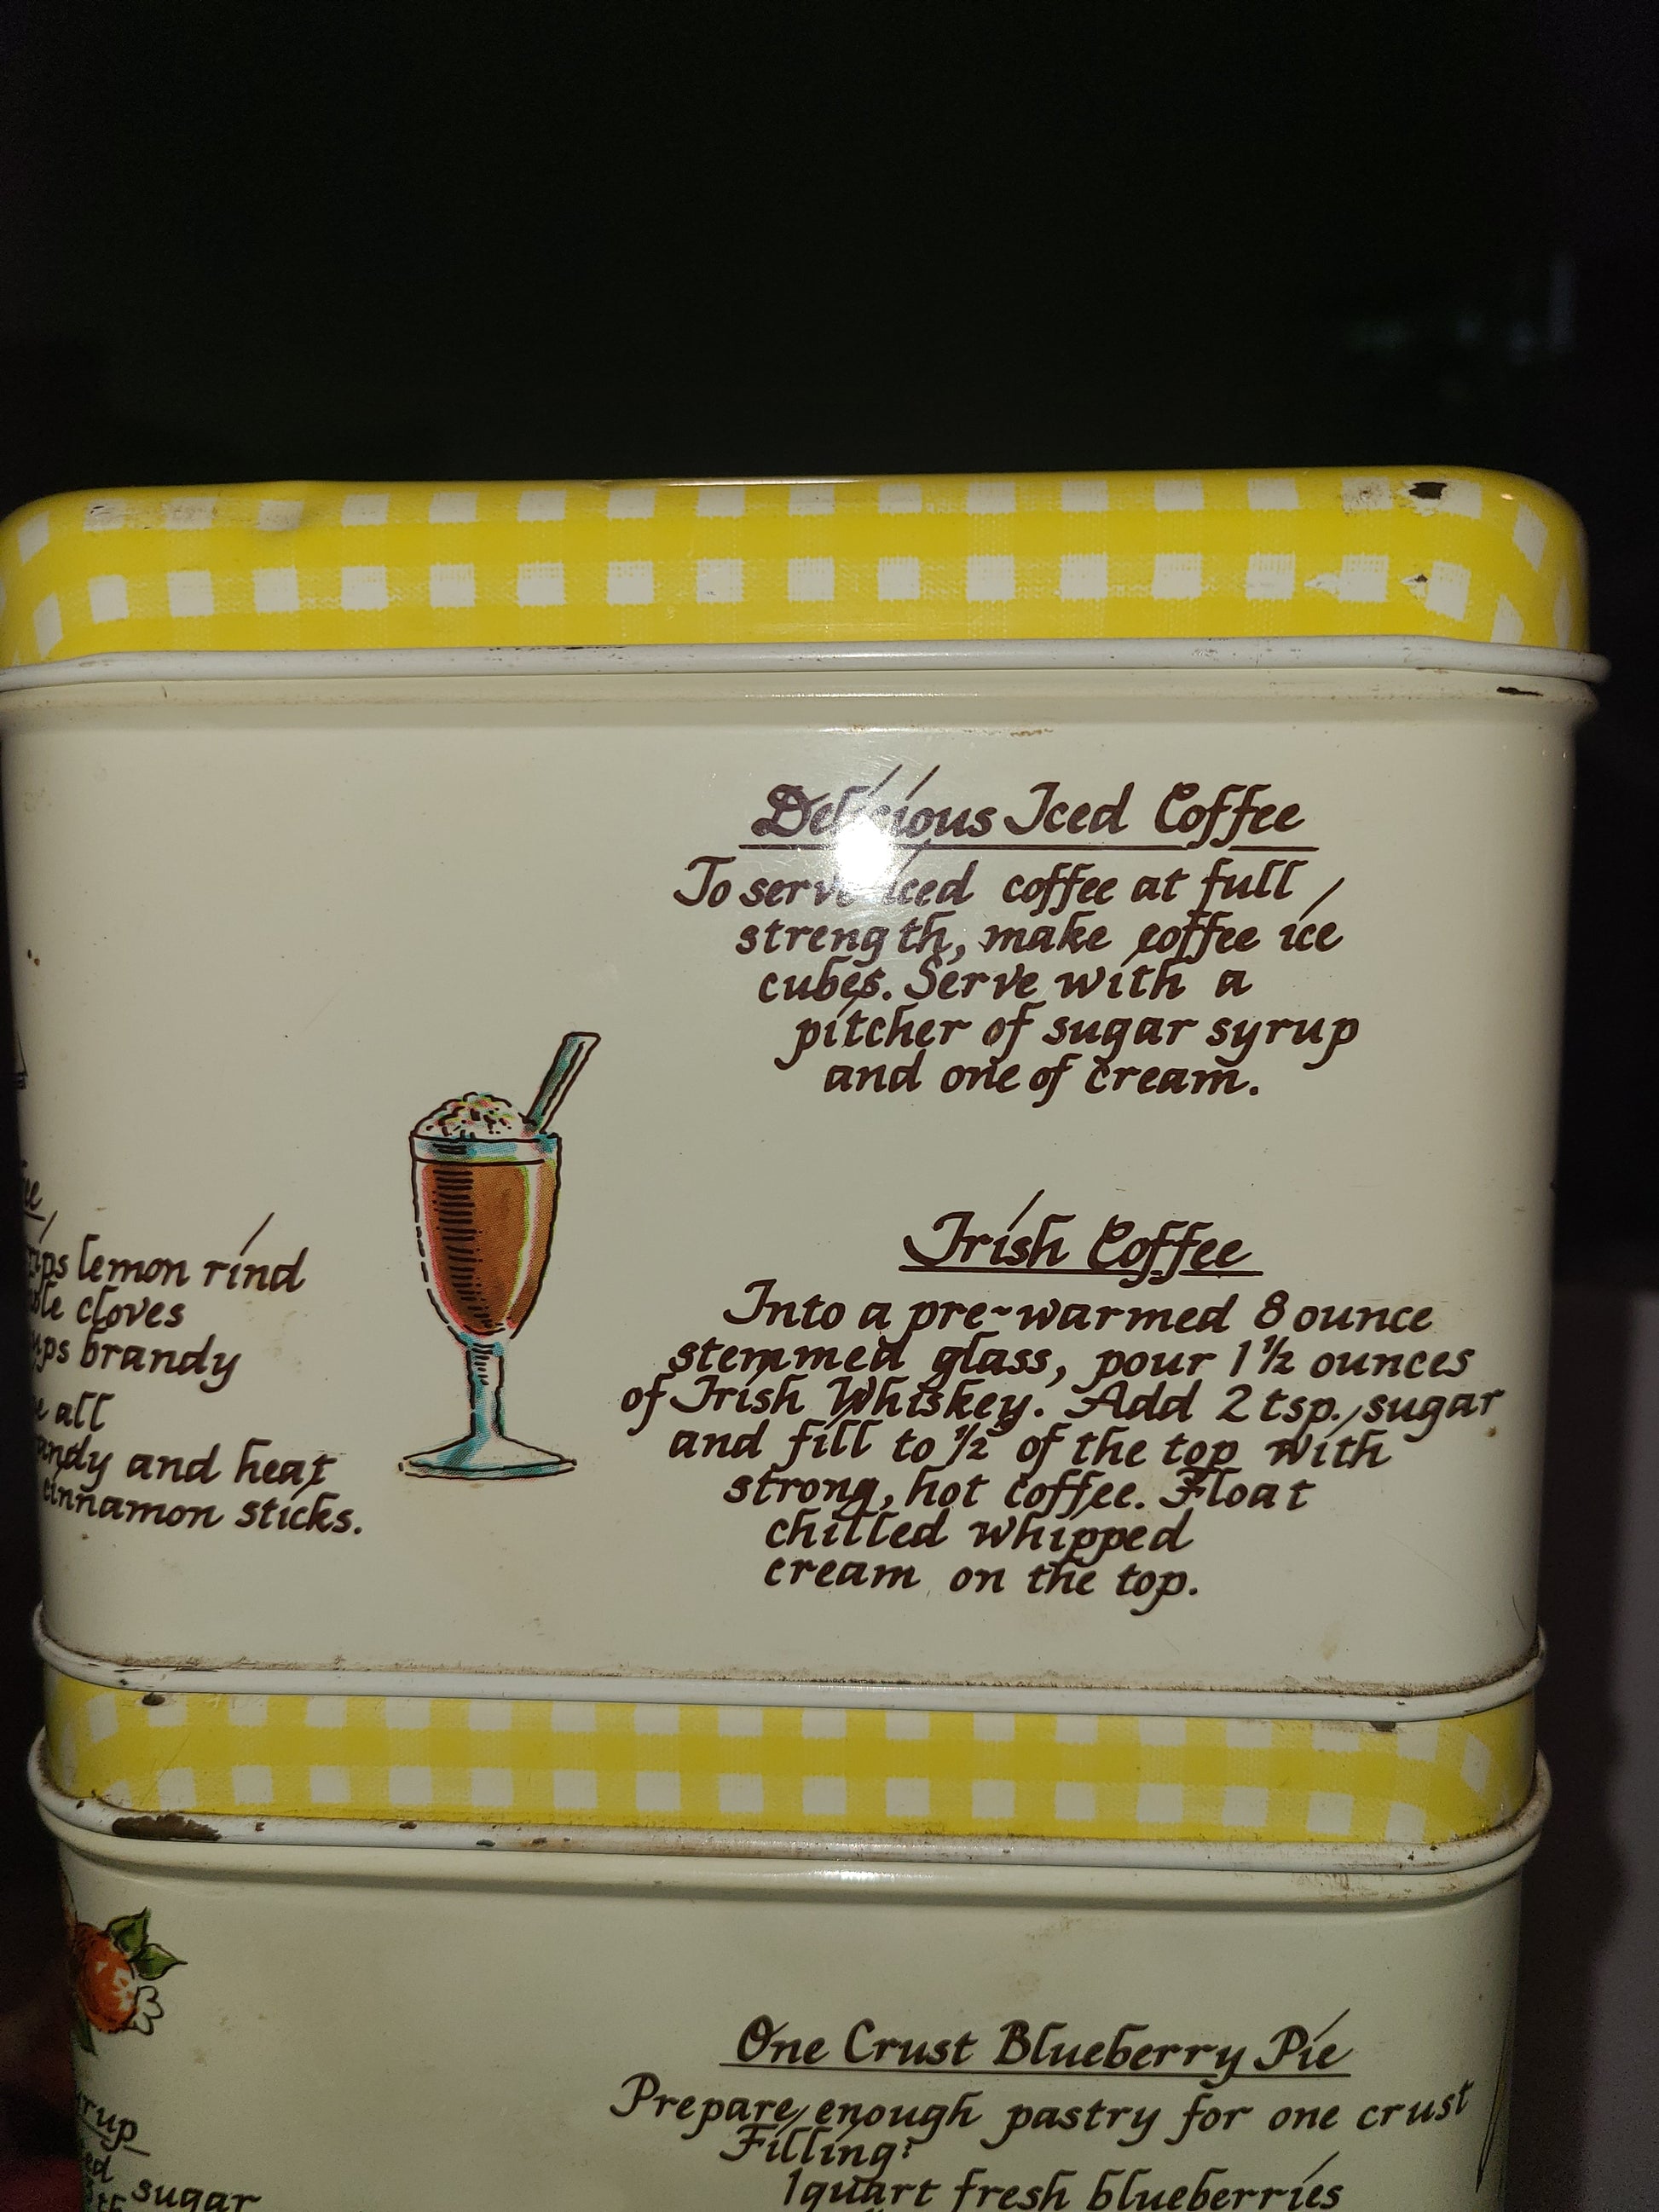 Delicious Iced Coffee
To serve iced coffee at full
strength, make coffee ice
cubes. Serve with a
pitcher of sugar syrup
and one of cream.
Irish Coffee
Into a pre-warmed 8 ounce
stemmed glass, pour 1 1/2 ounces
of Irish Whiskey. Add 2 tsp. sugar
and fill to 1/2" of the top with
strong, hot coffee. Float
chilled whipped
cream on the top.
lemon rind
cloves
brandy
all
and heat
cinnamon sticks.
One Crust Blueberry Pie
Prepare enough pastry for one crust
Filling:
1 quart fresh blueberries
sugar